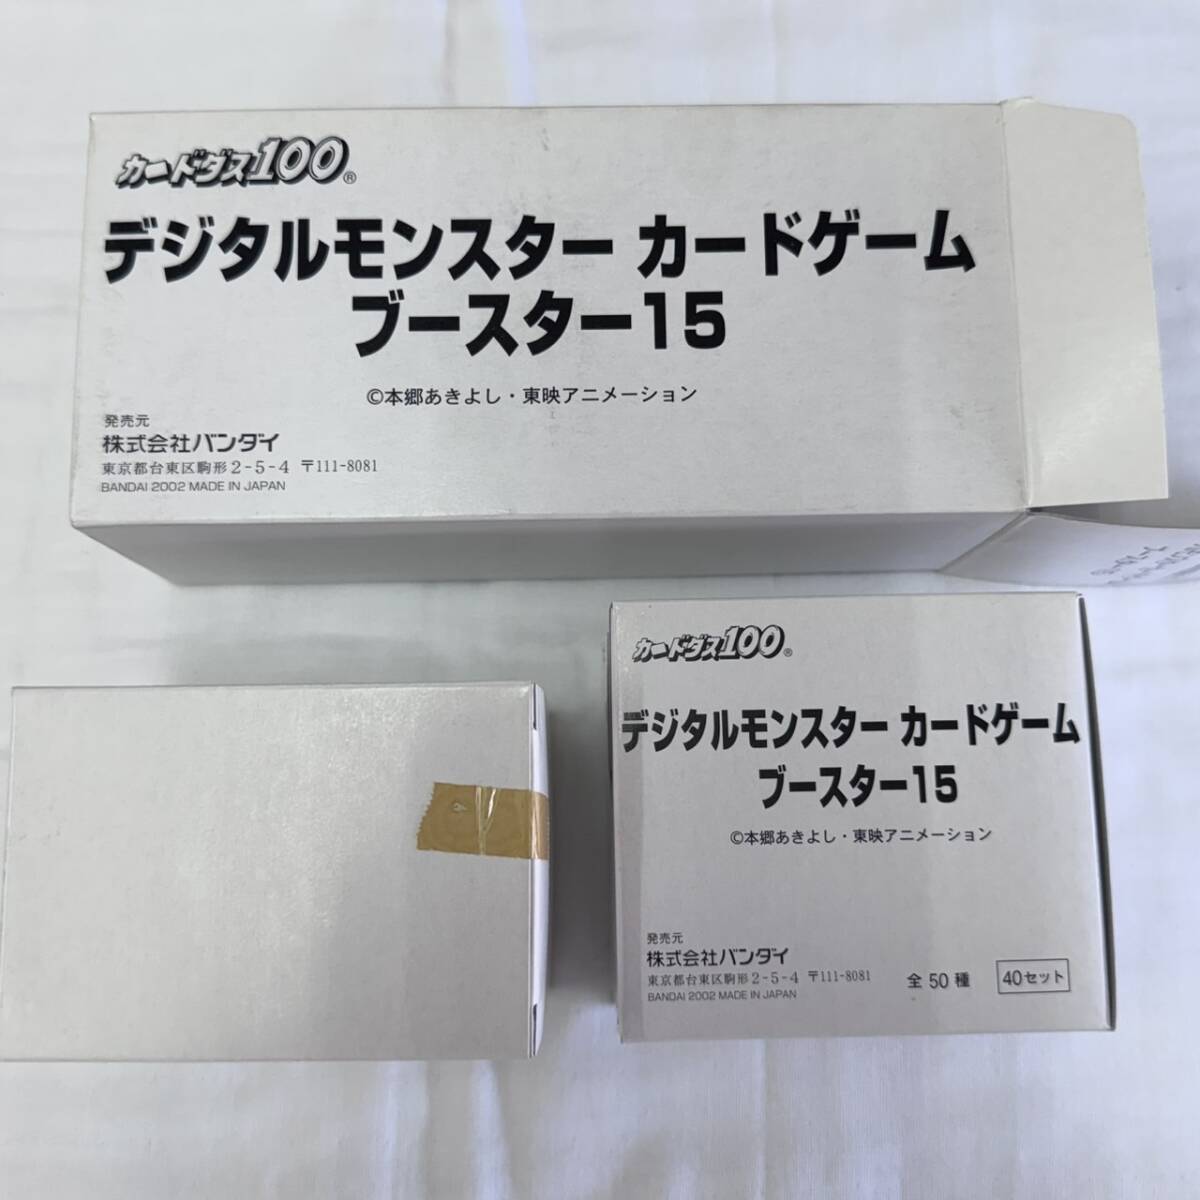 カードダス100®
デジタルモンスター カードゲーム
ブースター15
©本郷あきよし・東映アニメーション
発売元
株式会社バンダイ
東京都台東区駒形2-5-4 〒111-8081
BANDAI 2002 MADE IN JAPAN
カードダス100®
デジタルモンスター カードゲーム
ブースター15
©本郷あきよし・東映アニメーション
発売元
株式会社バンダイ
東京都台東区駒形2-5-4 〒111-8081
BANDAI 2002 MADE IN JAPAN
全50種 40セット